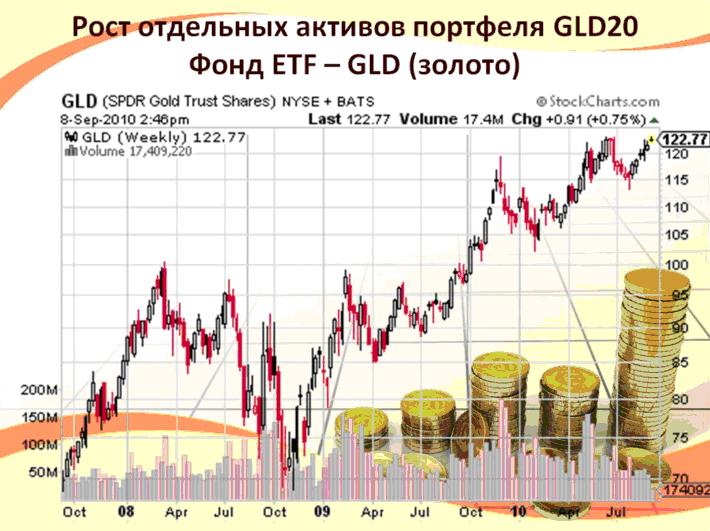 Рост отдельных активов портфеля GLD20
Фонд ETF – GLD (золото)
GLD (SPDR Gold Trust Shares) NYSE + BATS © StockCharts.com
8-Sep-2010 2:46pm Last 122.77 Volume 17.4M Chg +0.91 (+0.75%)
GLD (Weekly) 122.77
Volume 17,409,220
122.77
120
115
110
105
100
95
90
85
80
75
70
174092
200M
150M
100M
50M
Oct 08 Apr Jul Oct 09 Apr Jul Oct 10 Apr Jul